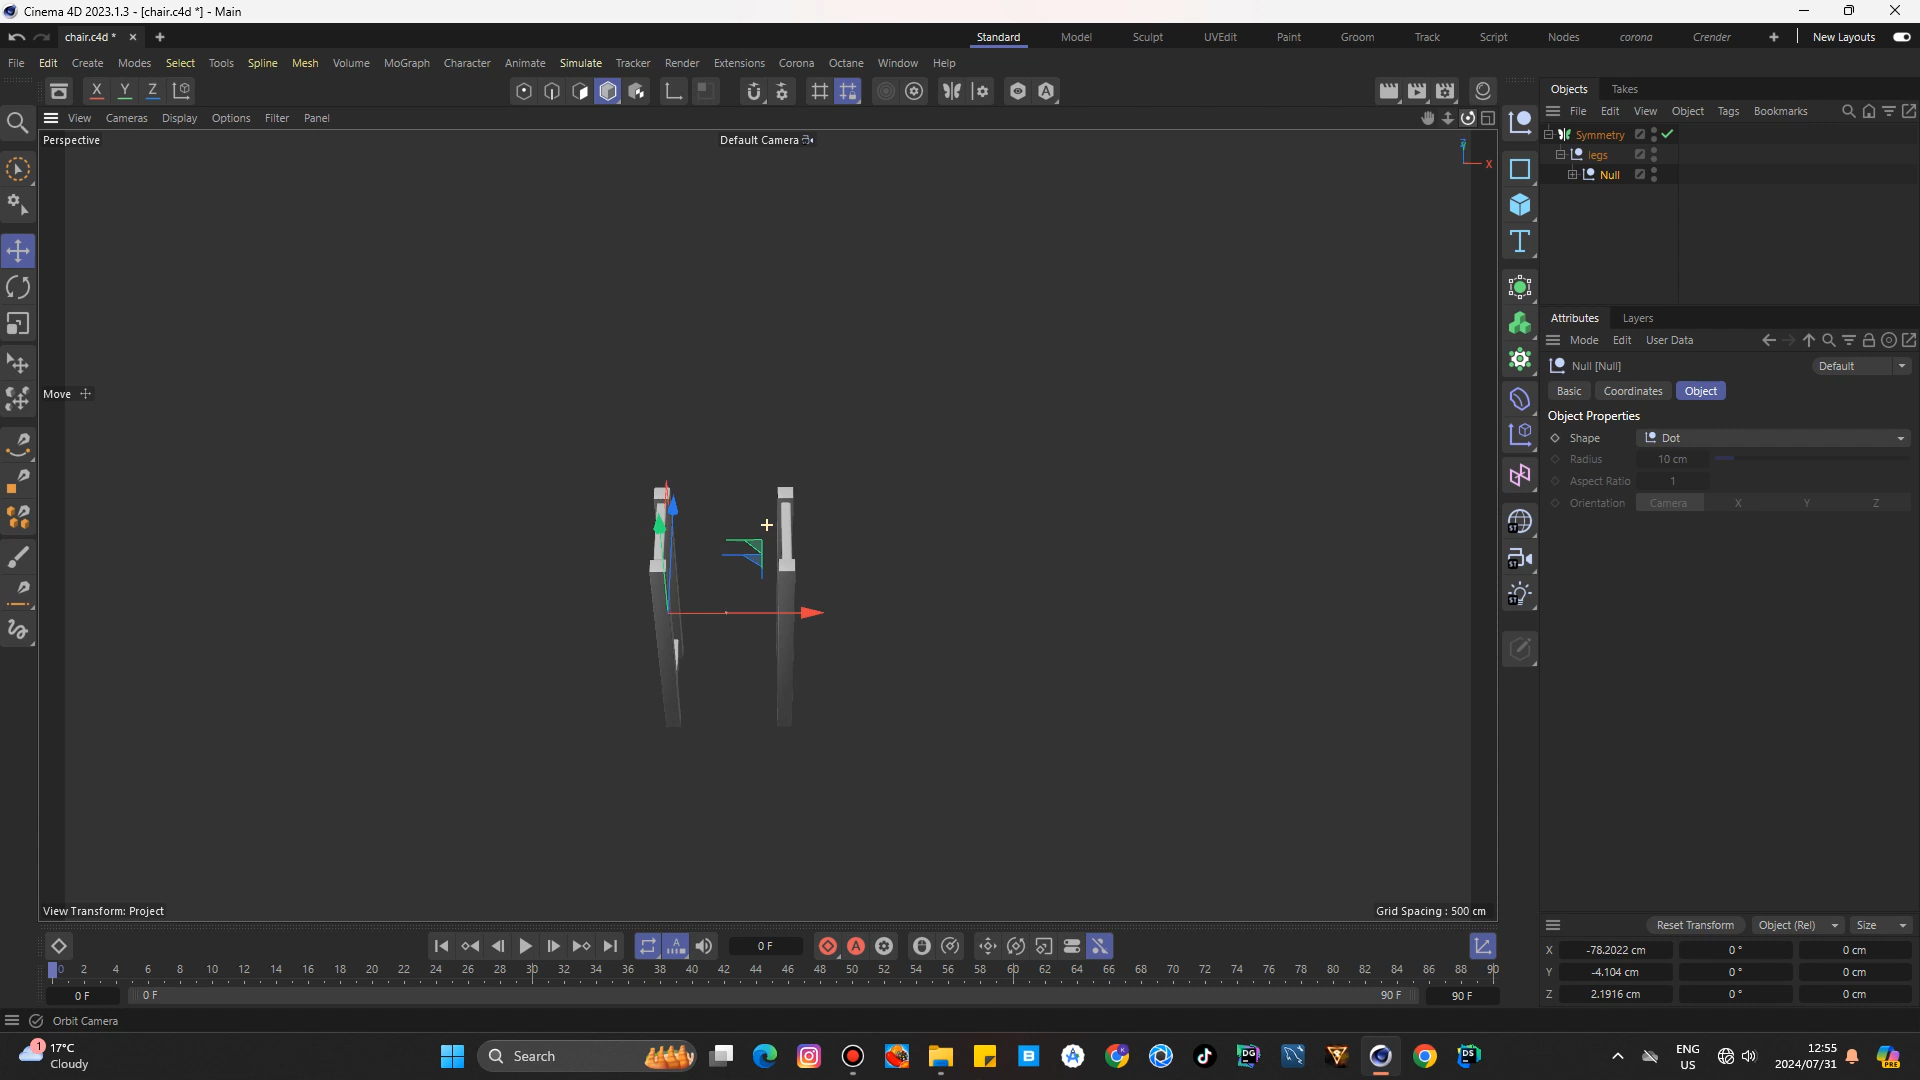 Cinema 4D 2023.1.3 - [chair.c4d *] - Main
chair.c4d *
Standard Model Sculpt UVEdit Paint Groom Track Script Nodes corona Crender New Layouts
File Edit Create Modes Select Tools Spline Mesh Volume MoGraph Character Animate Simulate Tracker Render Extensions Corona Octane Window Help
X Y Z
Objects Takes
View Cameras Display Options Filter Panel
File Edit View Object Tags Bookmarks
Perspective
Default Camera
Symmetry
legs
Null
X
Move
Attributes Layers
Mode Edit User Data
Null [Null]
Default
Basic Coordinates Object
Object Properties
Shape Dot
Radius 10 cm
Aspect Ratio 1
Orientation Camera X Y Z
View Transform: Project
Grid Spacing : 500 cm
Reset Transform Object (Rel) Size
0 F
X -78.2022 cm 0 ° 0 cm
Y -4.104 cm 0 ° 0 cm
Z 2.1916 cm 0 ° 0 cm
0 2 4 6 8 10 12 14 16 18 20 22 24 26 28 30 32 34 36 38 40 42 44 46 48 50 52 54 56 58 60 62 64 66 68 70 72 74 76 78 80 82 84 86 88 90
0 F 0 F 90 F 90 F
Orbit Camera
1
17°C
Cloudy
Search
ENG
US
12:55
2024/07/31